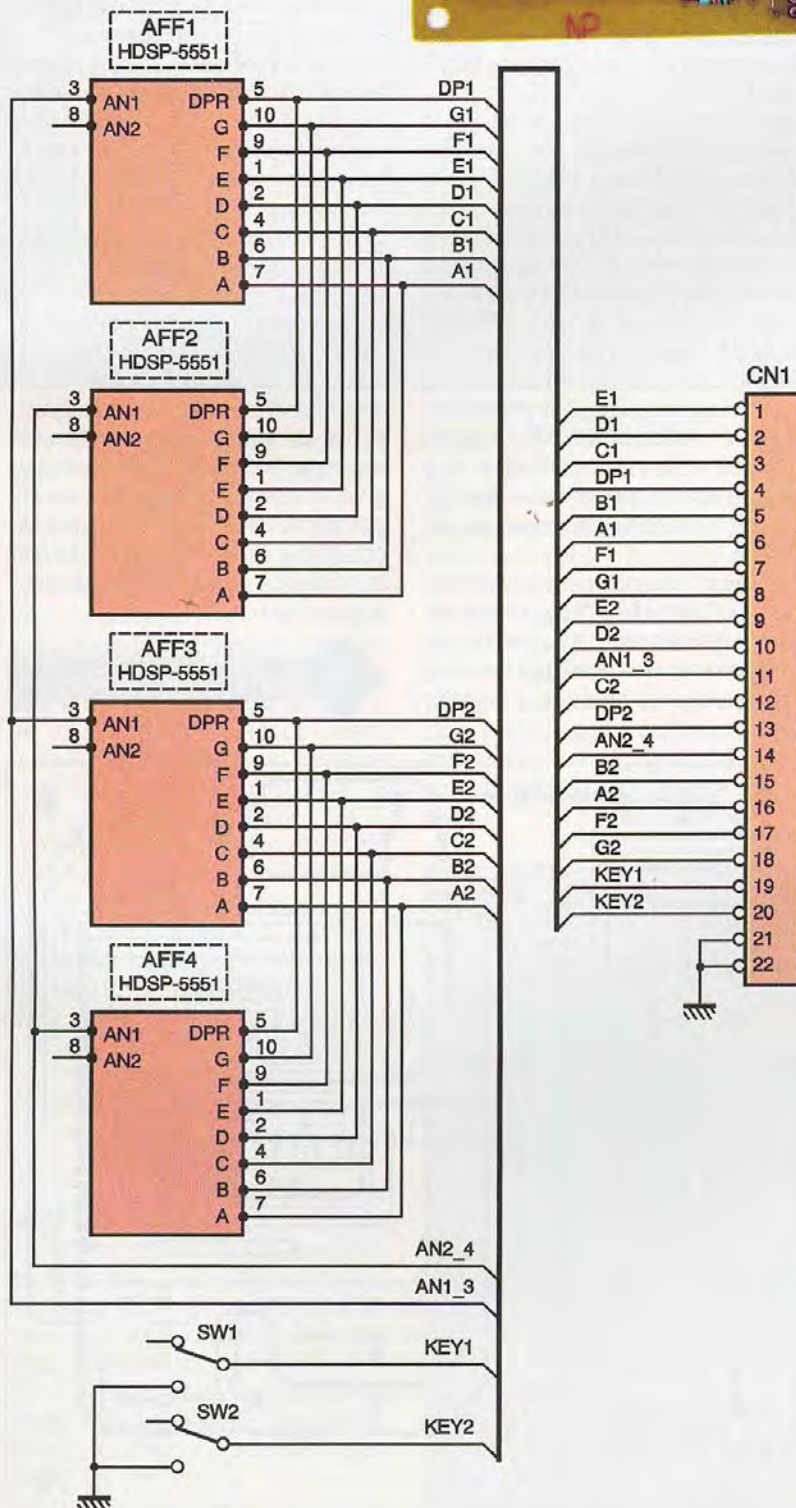 NP
AFF1
HDSP-5551
3 AN1 DPR 5 DP1
8 AN2 G 10 G1
F 9 F1
E 1 E1
D 2 D1
C 4 C1
B 6 B1
A 7 A1
AFF2
HDSP-5551
3 AN1 DPR 5
8 AN2 G 10
F 9
E 1
D 2
C 4
B 6
A 7
AFF3
HDSP-5551
3 AN1 DPR 5 DP2
8 AN2 G 10 G2
F 9 F2
E 1 E2
D 2 D2
C 4 C2
B 6 B2
A 7 A2
AFF4
HDSP-5551
3 AN1 DPR 5
8 AN2 G 10
F 9
E 1
D 2
C 4
B 6
A 7
AN2_4
AN1_3
SW1 KEY1
SW2 KEY2
CN1
E1 1
D1 2
C1 3
DP1 4
B1 5
A1 6
F1 7
G1 8
E2 9
D2 10
AN1_3 11
C2 12
DP2 13
AN2_4 14
B2 15
A2 16
F2 17
G2 18
KEY1 19
KEY2 20
21
22